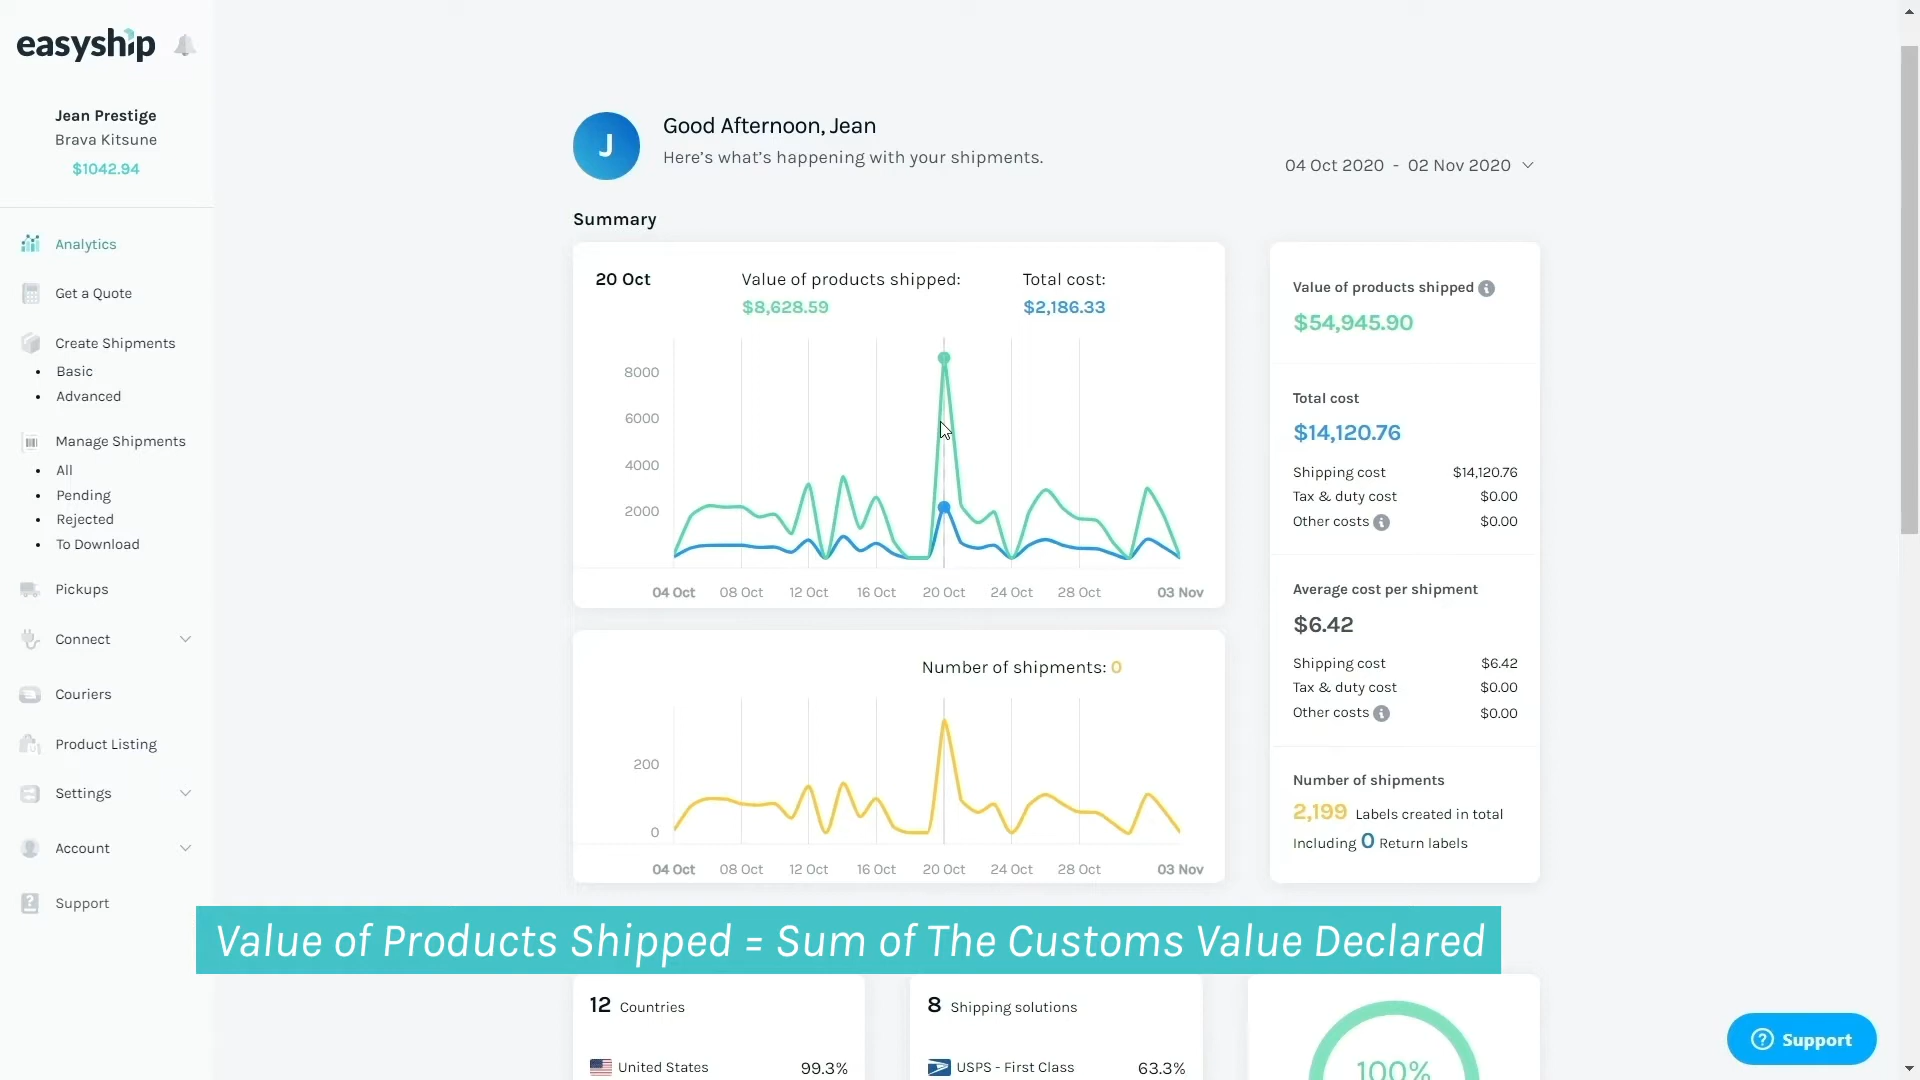 easyship
Jean Prestige
Brava Kitsune
$1042.94
Analytics
Get a Quote
Create Shipments
Basic
Advanced
Manage Shipments
All
Pending
Rejected
To Download
Pickups
Connect
Couriers
Product Listing
Settings
Account
Support
J
Good Afternoon, Jean
Here’s what’s happening with your shipments.
04 Oct 2020 - 02 Nov 2020
Summary
20 Oct
Value of products shipped:
$8,628.59
Total cost:
$2,186.33
8000
6000
4000
2000
04 Oct 08 Oct 12 Oct 16 Oct 20 Oct 24 Oct 28 Oct 03 Nov
Number of shipments: 0
200
0
04 Oct 08 Oct 12 Oct 16 Oct 20 Oct 24 Oct 28 Oct 03 Nov
Value of products shipped
$54,945.90
Total cost
$14,120.76
Shipping cost $14,120.76
Tax & duty cost $0.00
Other costs $0.00
Average cost per shipment
$6.42
Shipping cost $6.42
Tax & duty cost $0.00
Other costs $0.00
Number of shipments
2,199 Labels created in total
Including 0 Return labels
Value of Products Shipped = Sum of The Customs Value Declared
12 Countries
United States 99.3%
8 Shipping solutions
USPS - First Class 63.3%
100%
Support